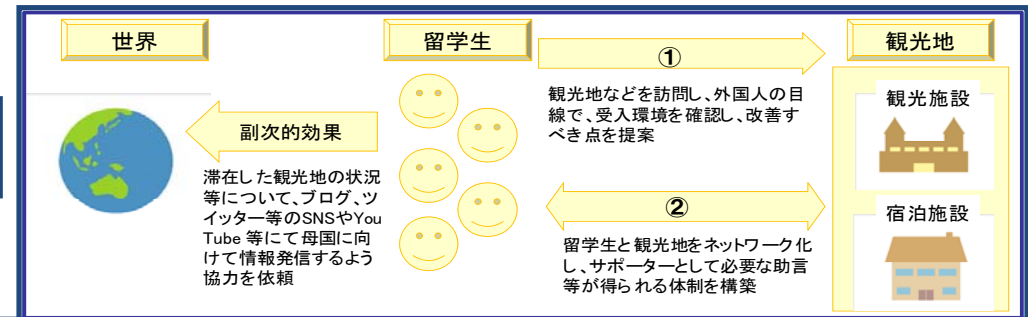 世界
留学生
観光地
副次的効果
滞在した観光地の状況
等について、ブログ、ツ
イッター等のSNSやYou
Tube 等にて母国に向
けて情報発信するよう
協力を依頼
①
観光地などを訪問し、外国人の目
線で、受入環境を確認し、改善す
べき点を提案
②
留学生と観光地をネットワーク化
し、サポーターとして必要な助言
等が得られる体制を構築
観光施設
宿泊施設